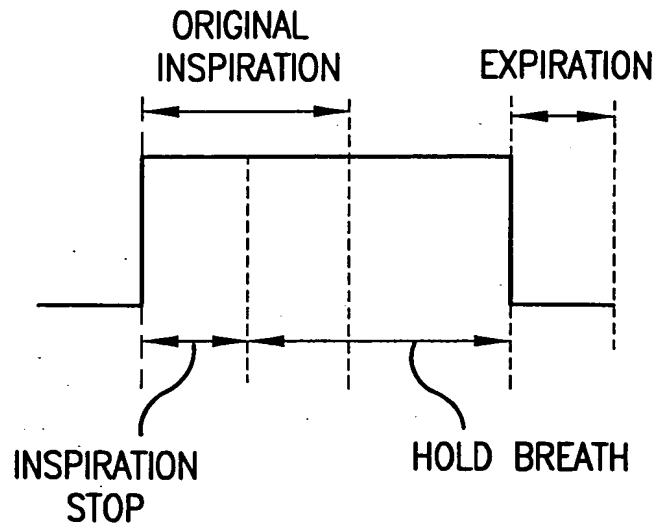 ORIGINAL
INSPIRATION
EXPIRATION
INSPIRATION
STOP
HOLD BREATH